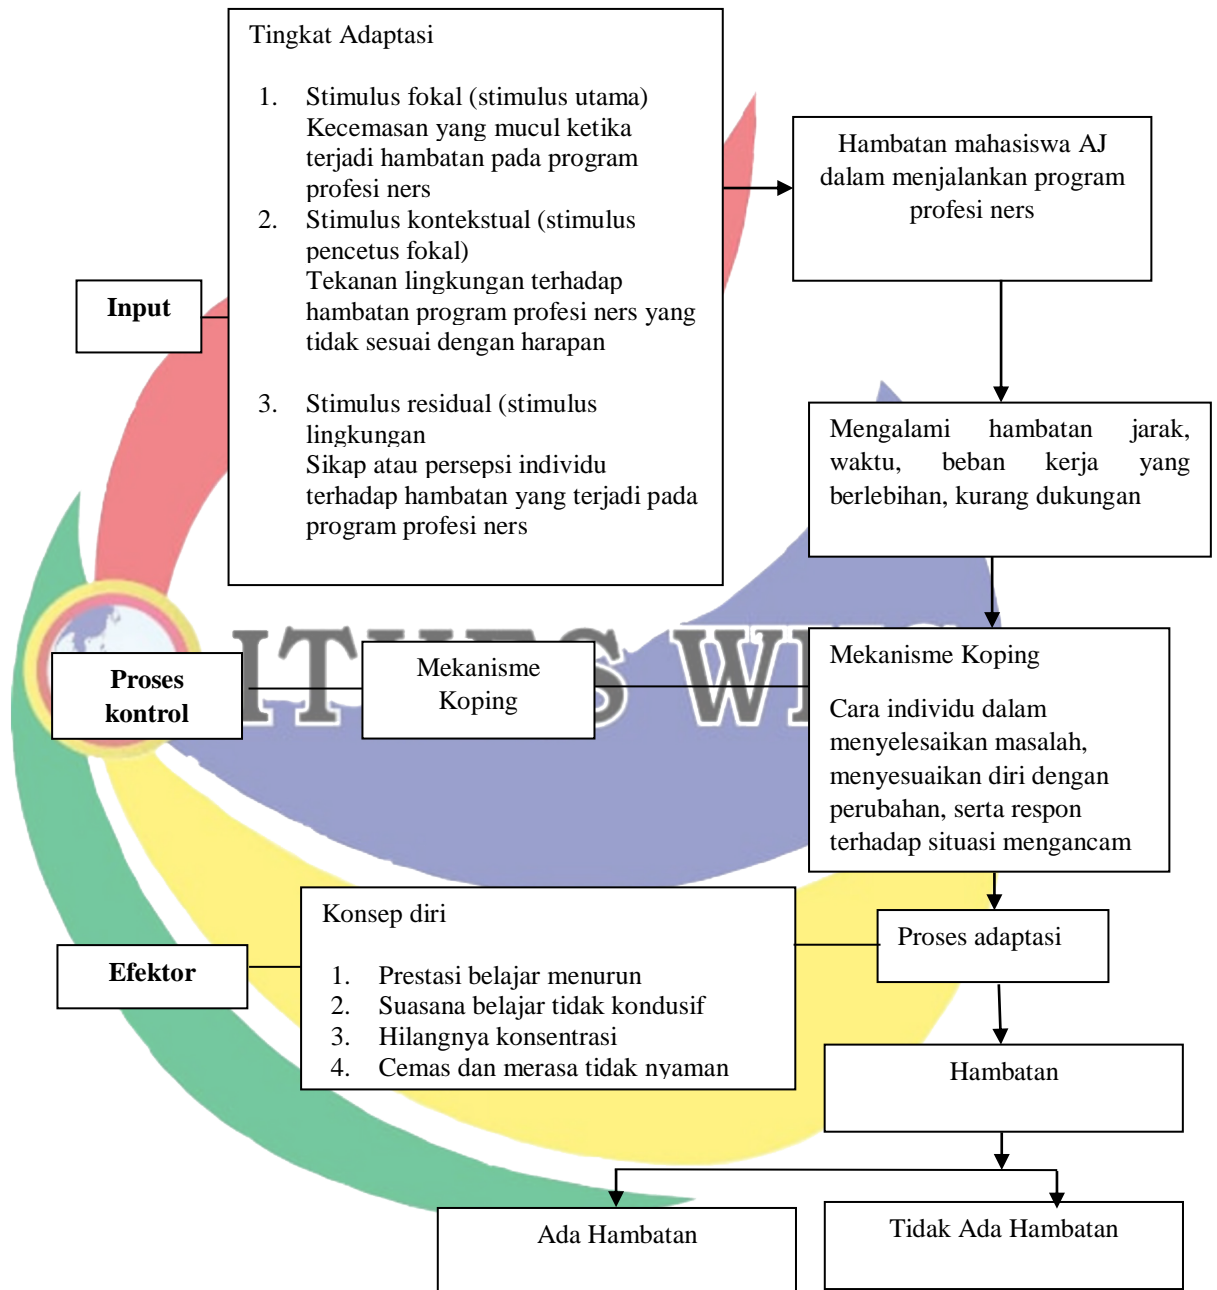 Tingkat Adaptasi
1. Stimulus fokal (stimulus utama)
Kecemasan yang mucul ketika
terjadi hambatan pada program
profesi ners
2. Stimulus kontekstual (stimulus
pencetus fokal)
Tekanan lingkungan terhadap
hambatan program profesi ners yang
tidak sesuai dengan harapan
3. Stimulus residual (stimulus
lingkungan
Sikap atau persepsi individu
terhadap hambatan yang terjadi pada
program profesi ners
Hambatan mahasiswa AJ
dalam menjalankan program
profesi ners
Input
Mengalami hambatan jarak,
waktu, beban kerja yang
berlebihan, kurang dukungan
Proses
kontrol
Mekanisme
Koping
Mekanisme Koping
Cara individu dalam
menyelesaikan masalah,
menyesuaikan diri dengan
perubahan, serta respon
terhadap situasi mengancam
Efektor
Konsep diri
1. Prestasi belajar menurun
2. Suasana belajar tidak kondusif
3. Hilangnya konsentrasi
4. Cemas dan merasa tidak nyaman
Proses adaptasi
Hambatan
Ada Hambatan
Tidak Ada Hambatan